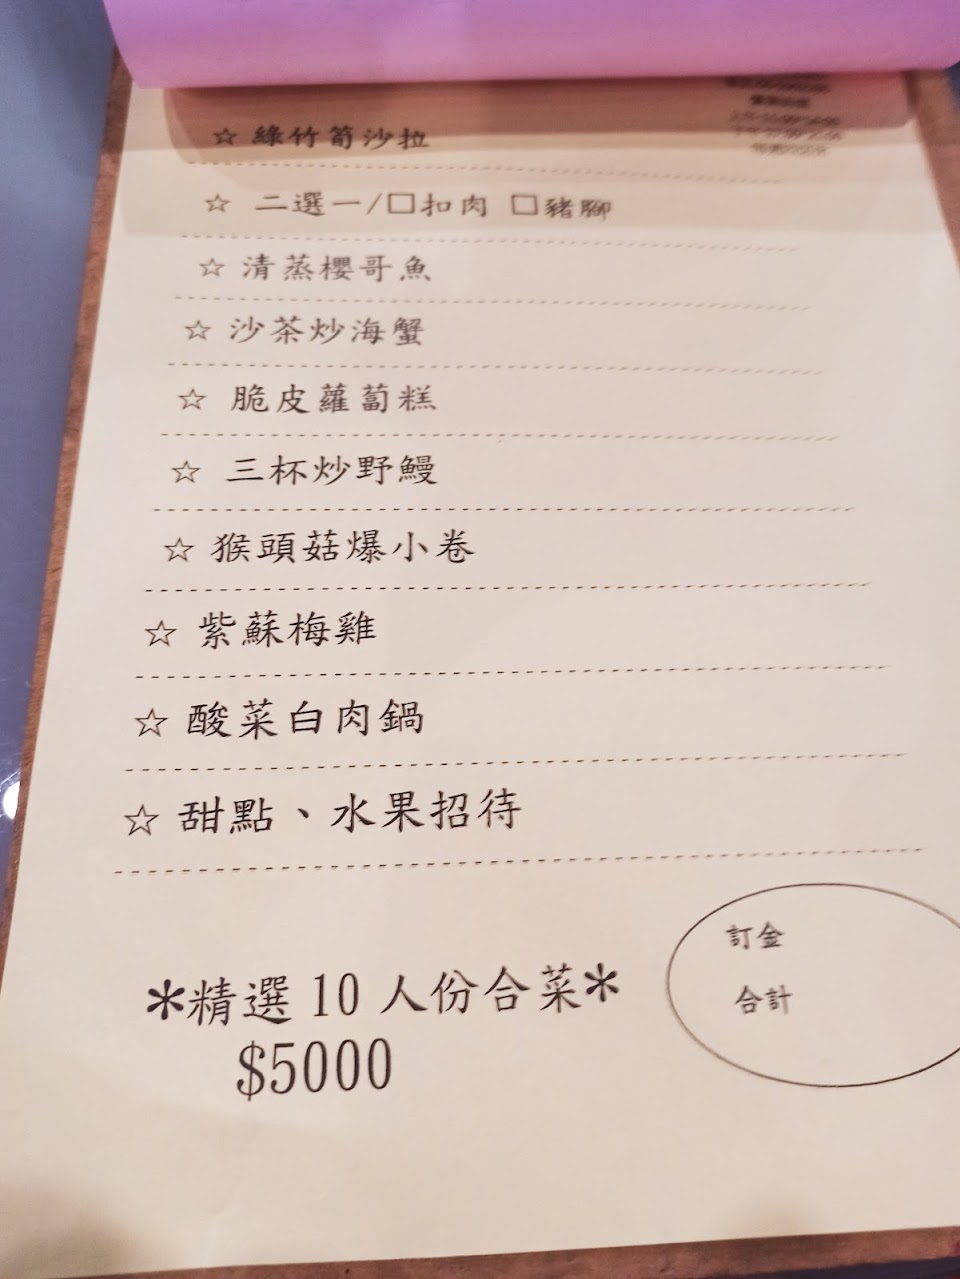 ☆ 綠竹筍沙拉
☆ 二選一/□扣肉 □豬腳
☆ 清蒸櫻哥魚
☆ 沙茶炒海蟹
☆ 脆皮蘿蔔糕
☆ 三杯炒野鰻
☆ 猴頭菇爆小卷
☆ 紫蘇梅雞
☆ 酸菜白肉鍋
☆ 甜點、水果招待
訂金
合計
*精選10人份合菜*
$5000